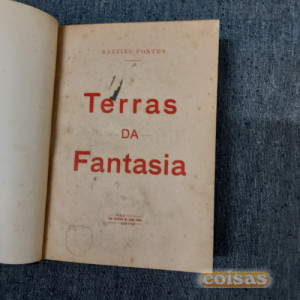 MARTINS FONTES
Terras
DA
Fantasia
coisas